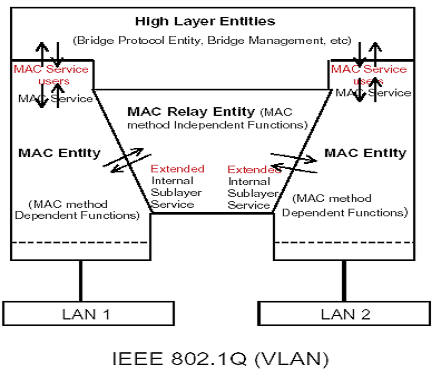 High Layer Entities
(Bridge Protocol Entity, Bridge Management, etc)
MAC Service
users
MAC Service
MAC Service
users
MAC Service
MAC Relay Entity (MAC
method Independent Functions)
MAC Entity
MAC Entity
Extended
Internal
Sublayer
Service
Extended
Internal
Sublayer
Service
(MAC method
Dependent Functions)
(MAC method
Dependent Functions)
LAN 1
LAN 2
IEEE 802.1Q (VLAN)